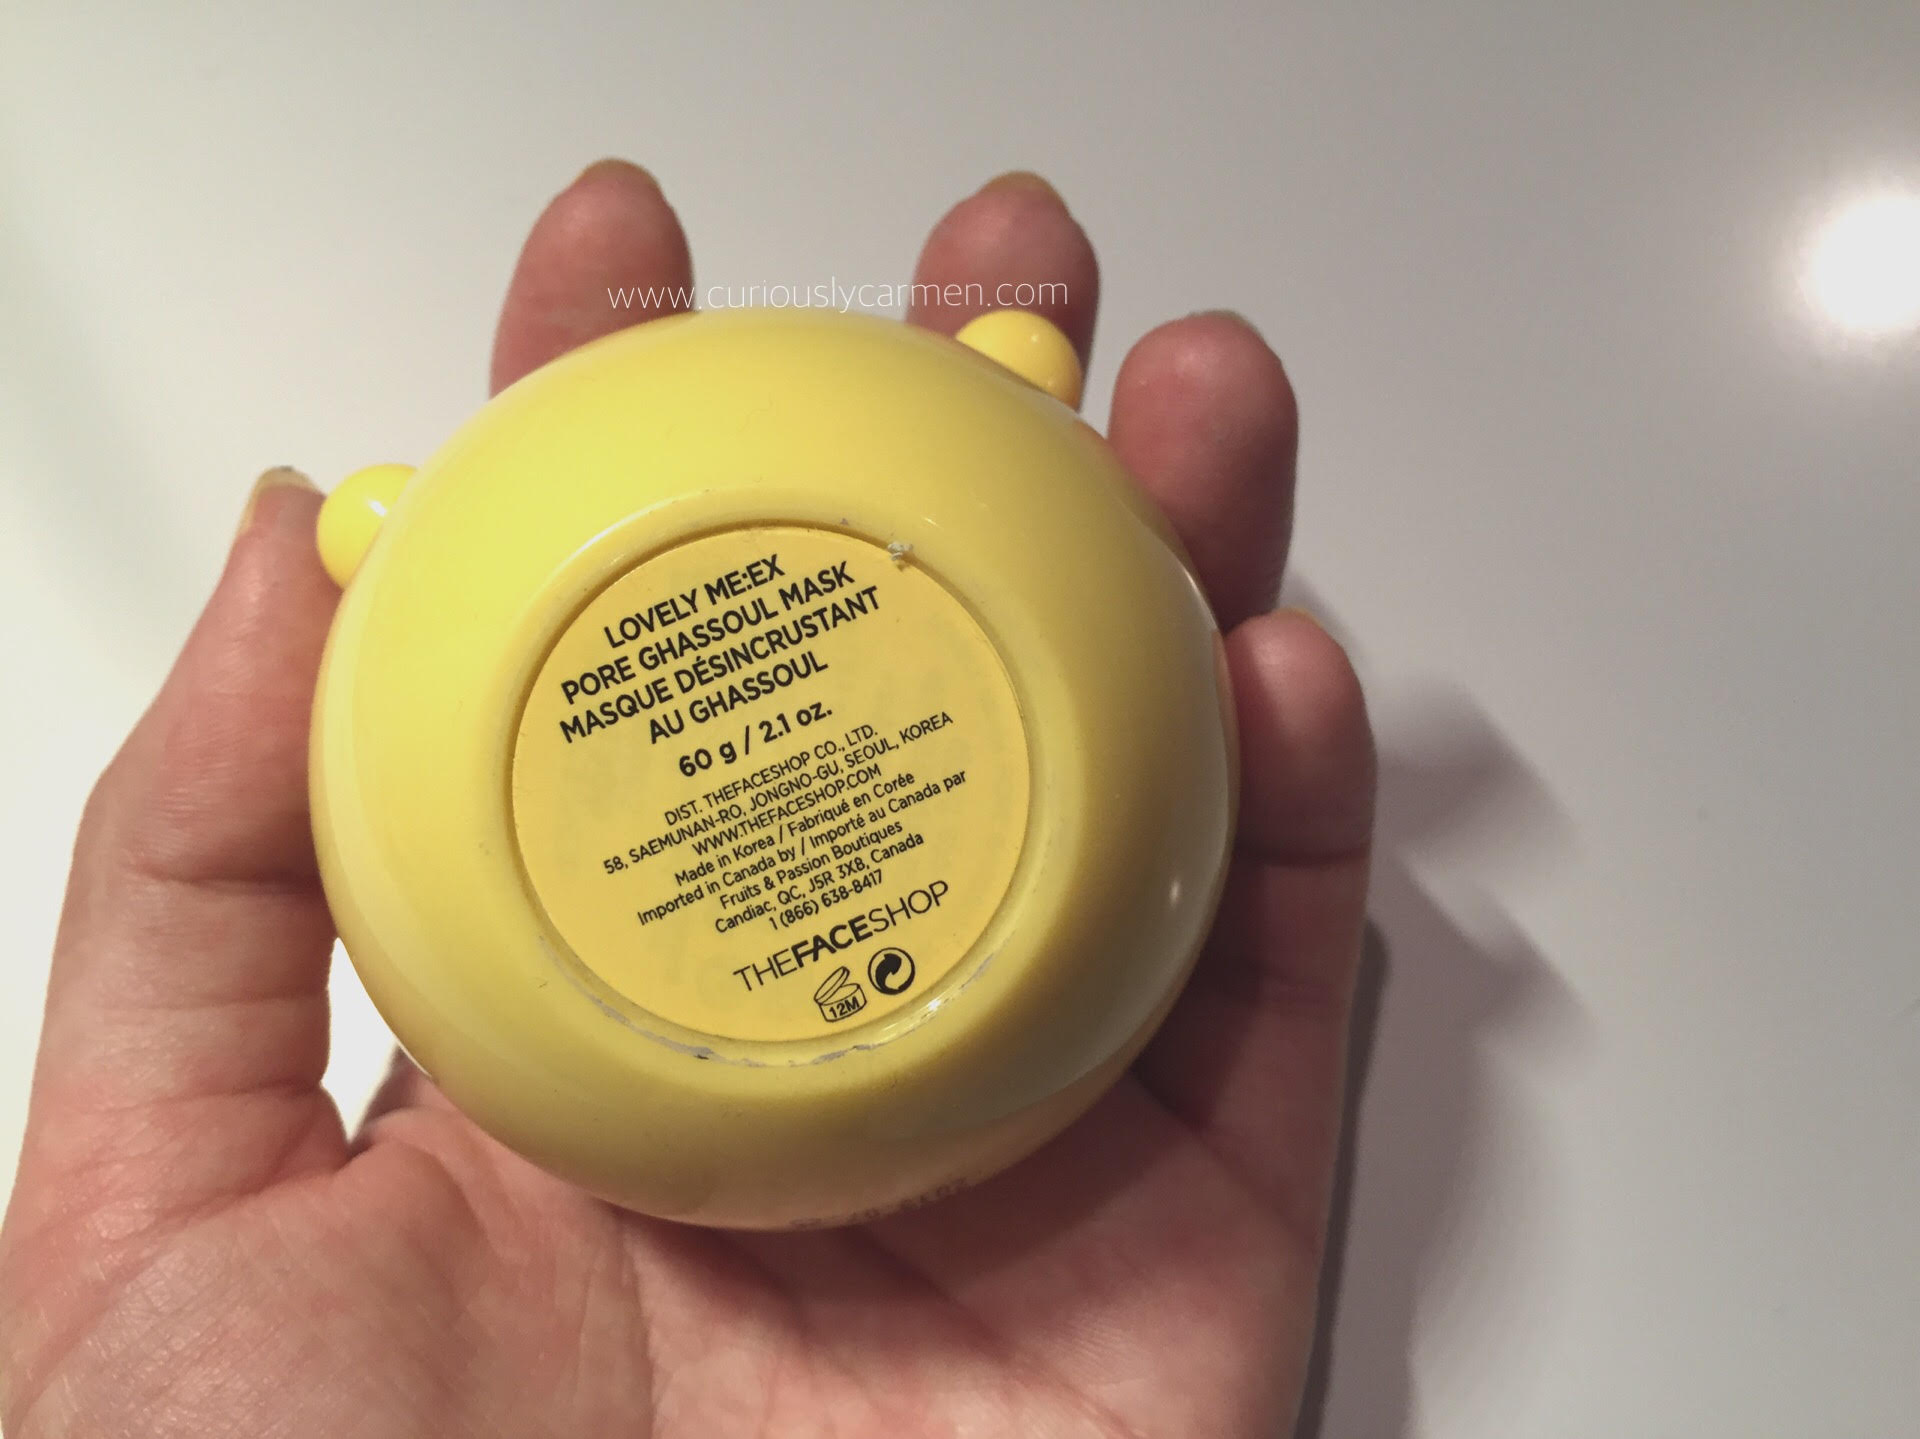 www.curiouslycarmen.com
LOVELY ME:EX
PORE GHASSOUL MASK
MASQUE DÉSINCRUSTANT
AU GHASSOUL
60 g / 2.1 oz.
DIST. THEFACESHOP CO., LTD.
58, SAEMUNAN-RO, JONGNO-GU, SEOUL, KOREA
WWW.THEFACESHOP.COM
Made in Korea / Fabriqué en Corée
Imported in Canada by / Importé au Canada par
Fruits & Passion Boutiques
Candiac, QC, J5R 3X8, Canada
1 (866) 638-8417
THEFACESHOP
12M